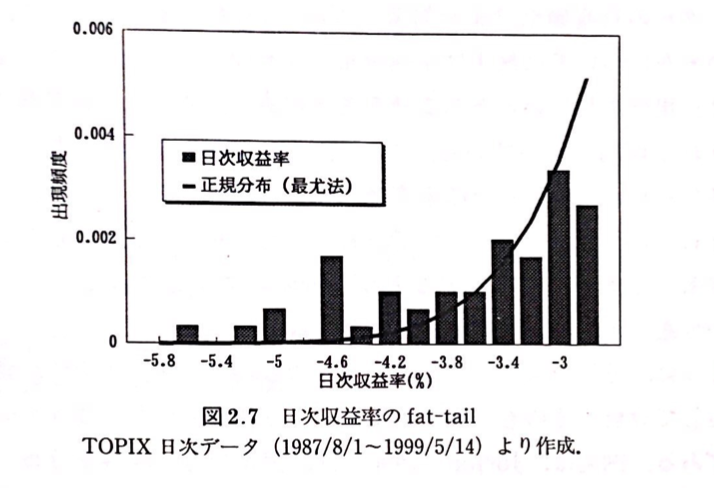 0.006
0.004
0.002
0
出現頻度
日次収益率
正規分布（最尤法）
-5.8 -5.4 -5 -4.6 -4.2 -3.8 -3.4 -3
日次収益率(%)
図2.7 日次収益率の fat-tail
TOPIX 日次データ（1987/8/1～1999/5/14）より作成.